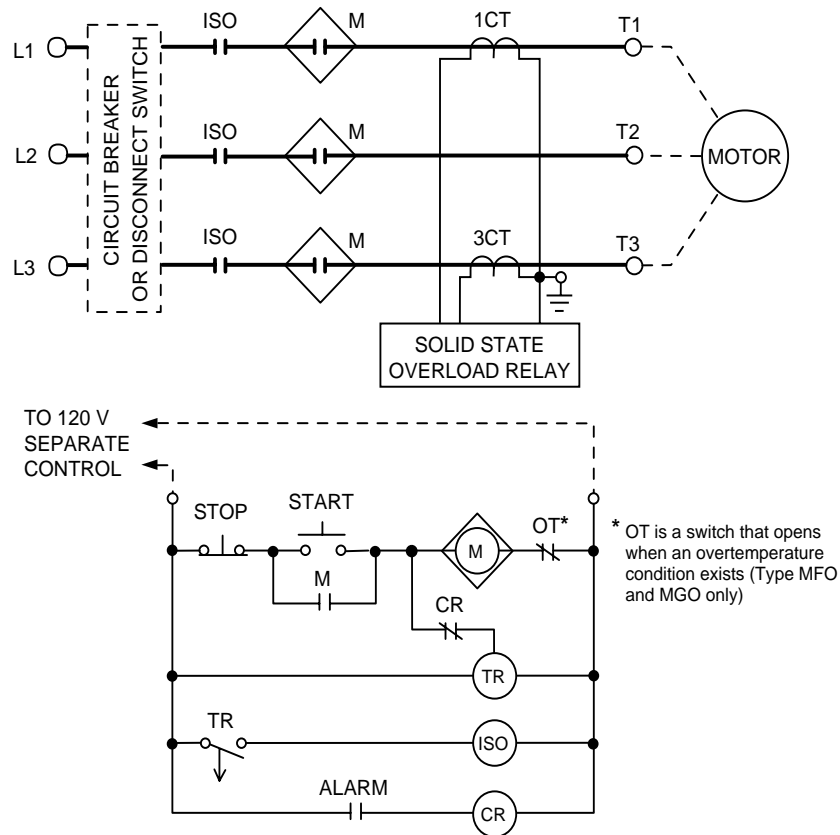 ISO
M
1CT
T1
L1
CIRCUIT BREAKER
OR DISCONNECT SWITCH
ISO
M
T2
L2
MOTOR
ISO
M
3CT
T3
L3
SOLID STATE
OVERLOAD RELAY
TO 120 V
SEPARATE
CONTROL
STOP
START
M
OT*
* OT is a switch that opens
when an overtemperature
condition exists (Type MFO
and MGO only)
M
CR
TR
TR
ISO
ALARM
CR